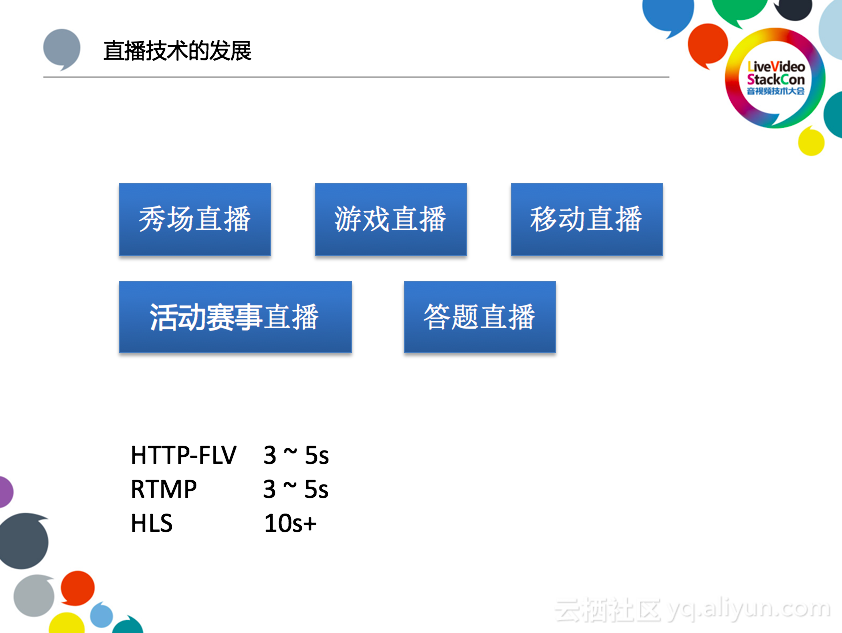 直播技术的发展
LiveVideo
StackCon
音视频技术大会
秀场直播
游戏直播
移动直播
活动赛事直播
答题直播
HTTP-FLV 3 ~ 5s
RTMP 3 ~ 5s
HLS 10s+
云栖社区 yq.aliyun.com